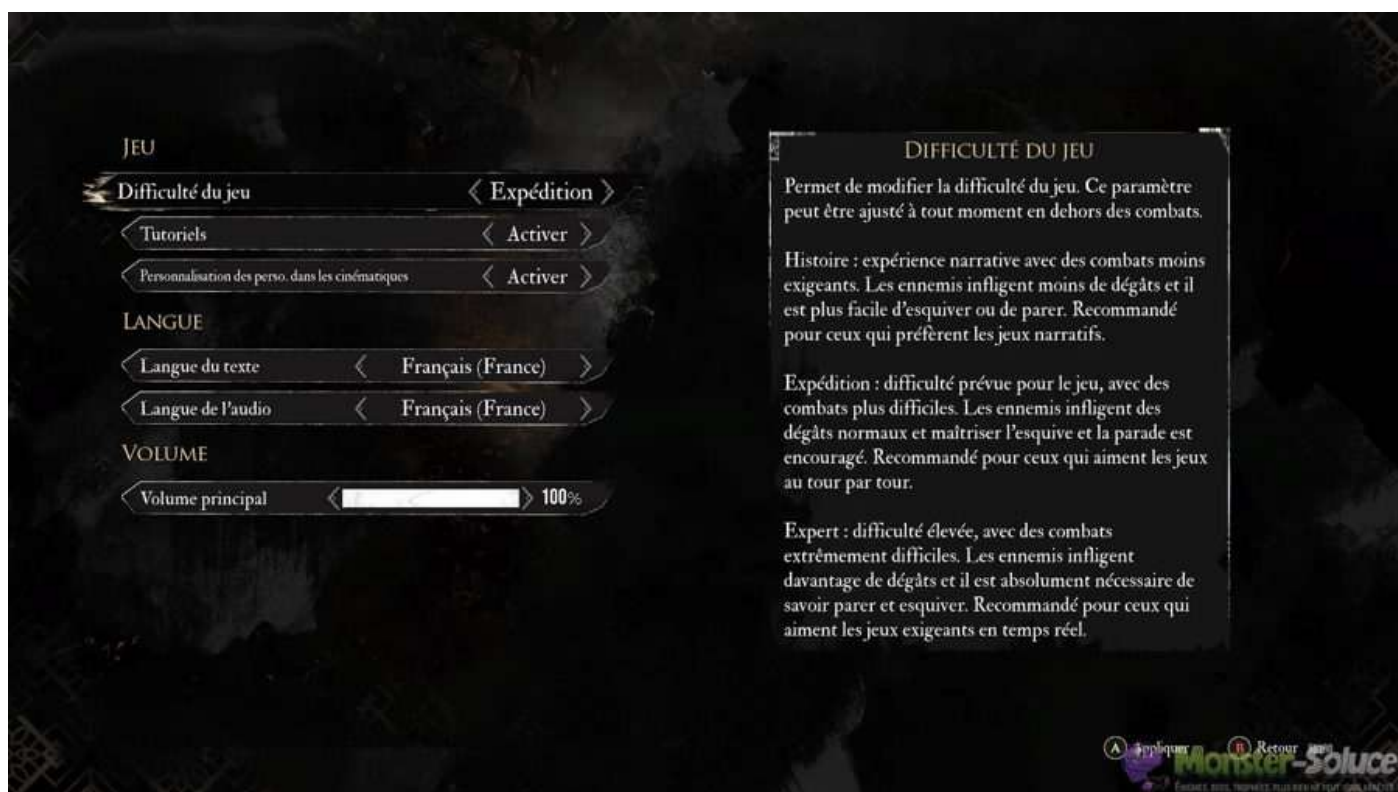 JEU
Difficulté du jeu
Expédition
Tutoriels
Activer
Personnalisation des perso. dans les cinématiques
Activer
LANGUE
Langue du texte
Français (France)
Langue de l'audio
Français (France)
VOLUME
Volume principal
100%
DIFFICULTÉ DU JEU
Permet de modifier la difficulté du jeu. Ce paramètre
peut être ajusté à tout moment en dehors des combats.
Histoire : expérience narrative avec des combats moins
exigeants. Les ennemis infligent moins de dégâts et il
est plus facile d'esquiver ou de parer. Recommandé
pour ceux qui préfèrent les jeux narratifs.
Expédition : difficulté prévue pour le jeu, avec des
combats plus difficiles. Les ennemis infligent des
dégâts normaux et maîtriser l'esquive et la parade est
encouragé. Recommandé pour ceux qui aiment les jeux
au tour par tour.
Expert : difficulté élevée, avec des combats
extrêmement difficiles. Les ennemis infligent
davantage de dégâts et il est absolument nécessaire de
savoir parer et esquiver. Recommandé pour ceux qui
aiment les jeux exigeants en temps réel.
A Appliquer
B Retour
Monster-Soluce